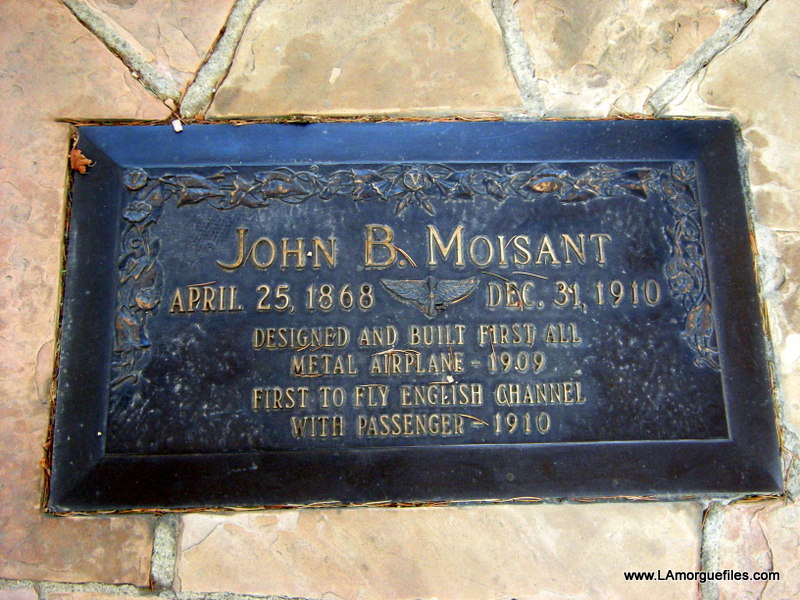 JOHN B. MOISANT
APRIL 25, 1868 DEC. 31, 1910
DESIGNED AND BUILT FIRST ALL
METAL AIRPLANE - 1909
FIRST TO FLY ENGLISH CHANNEL
WITH PASSENGER - 1910
www.LAmorguefiles.com